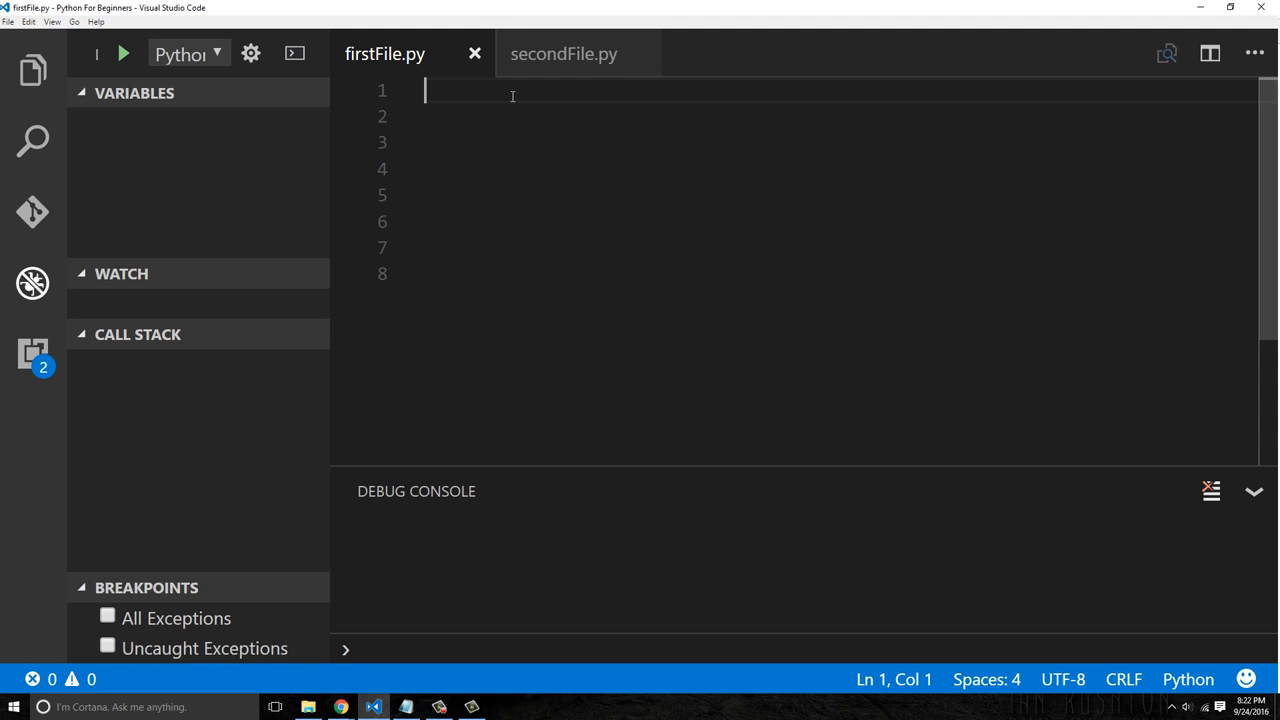 firstFile.py - Python For Beginners - Visual Studio Code
File Edit View Go Help
Python
firstFile.py
secondFile.py
VARIABLES
WATCH
CALL STACK
BREAKPOINTS
All Exceptions
Uncaught Exceptions
1
2
3
4
5
6
7
8
DEBUG CONSOLE
2
0 0
Ln 1, Col 1 Spaces: 4 UTF-8 CRLF Python
I'm Cortana. Ask me anything.
8:22 PM
9/24/2016